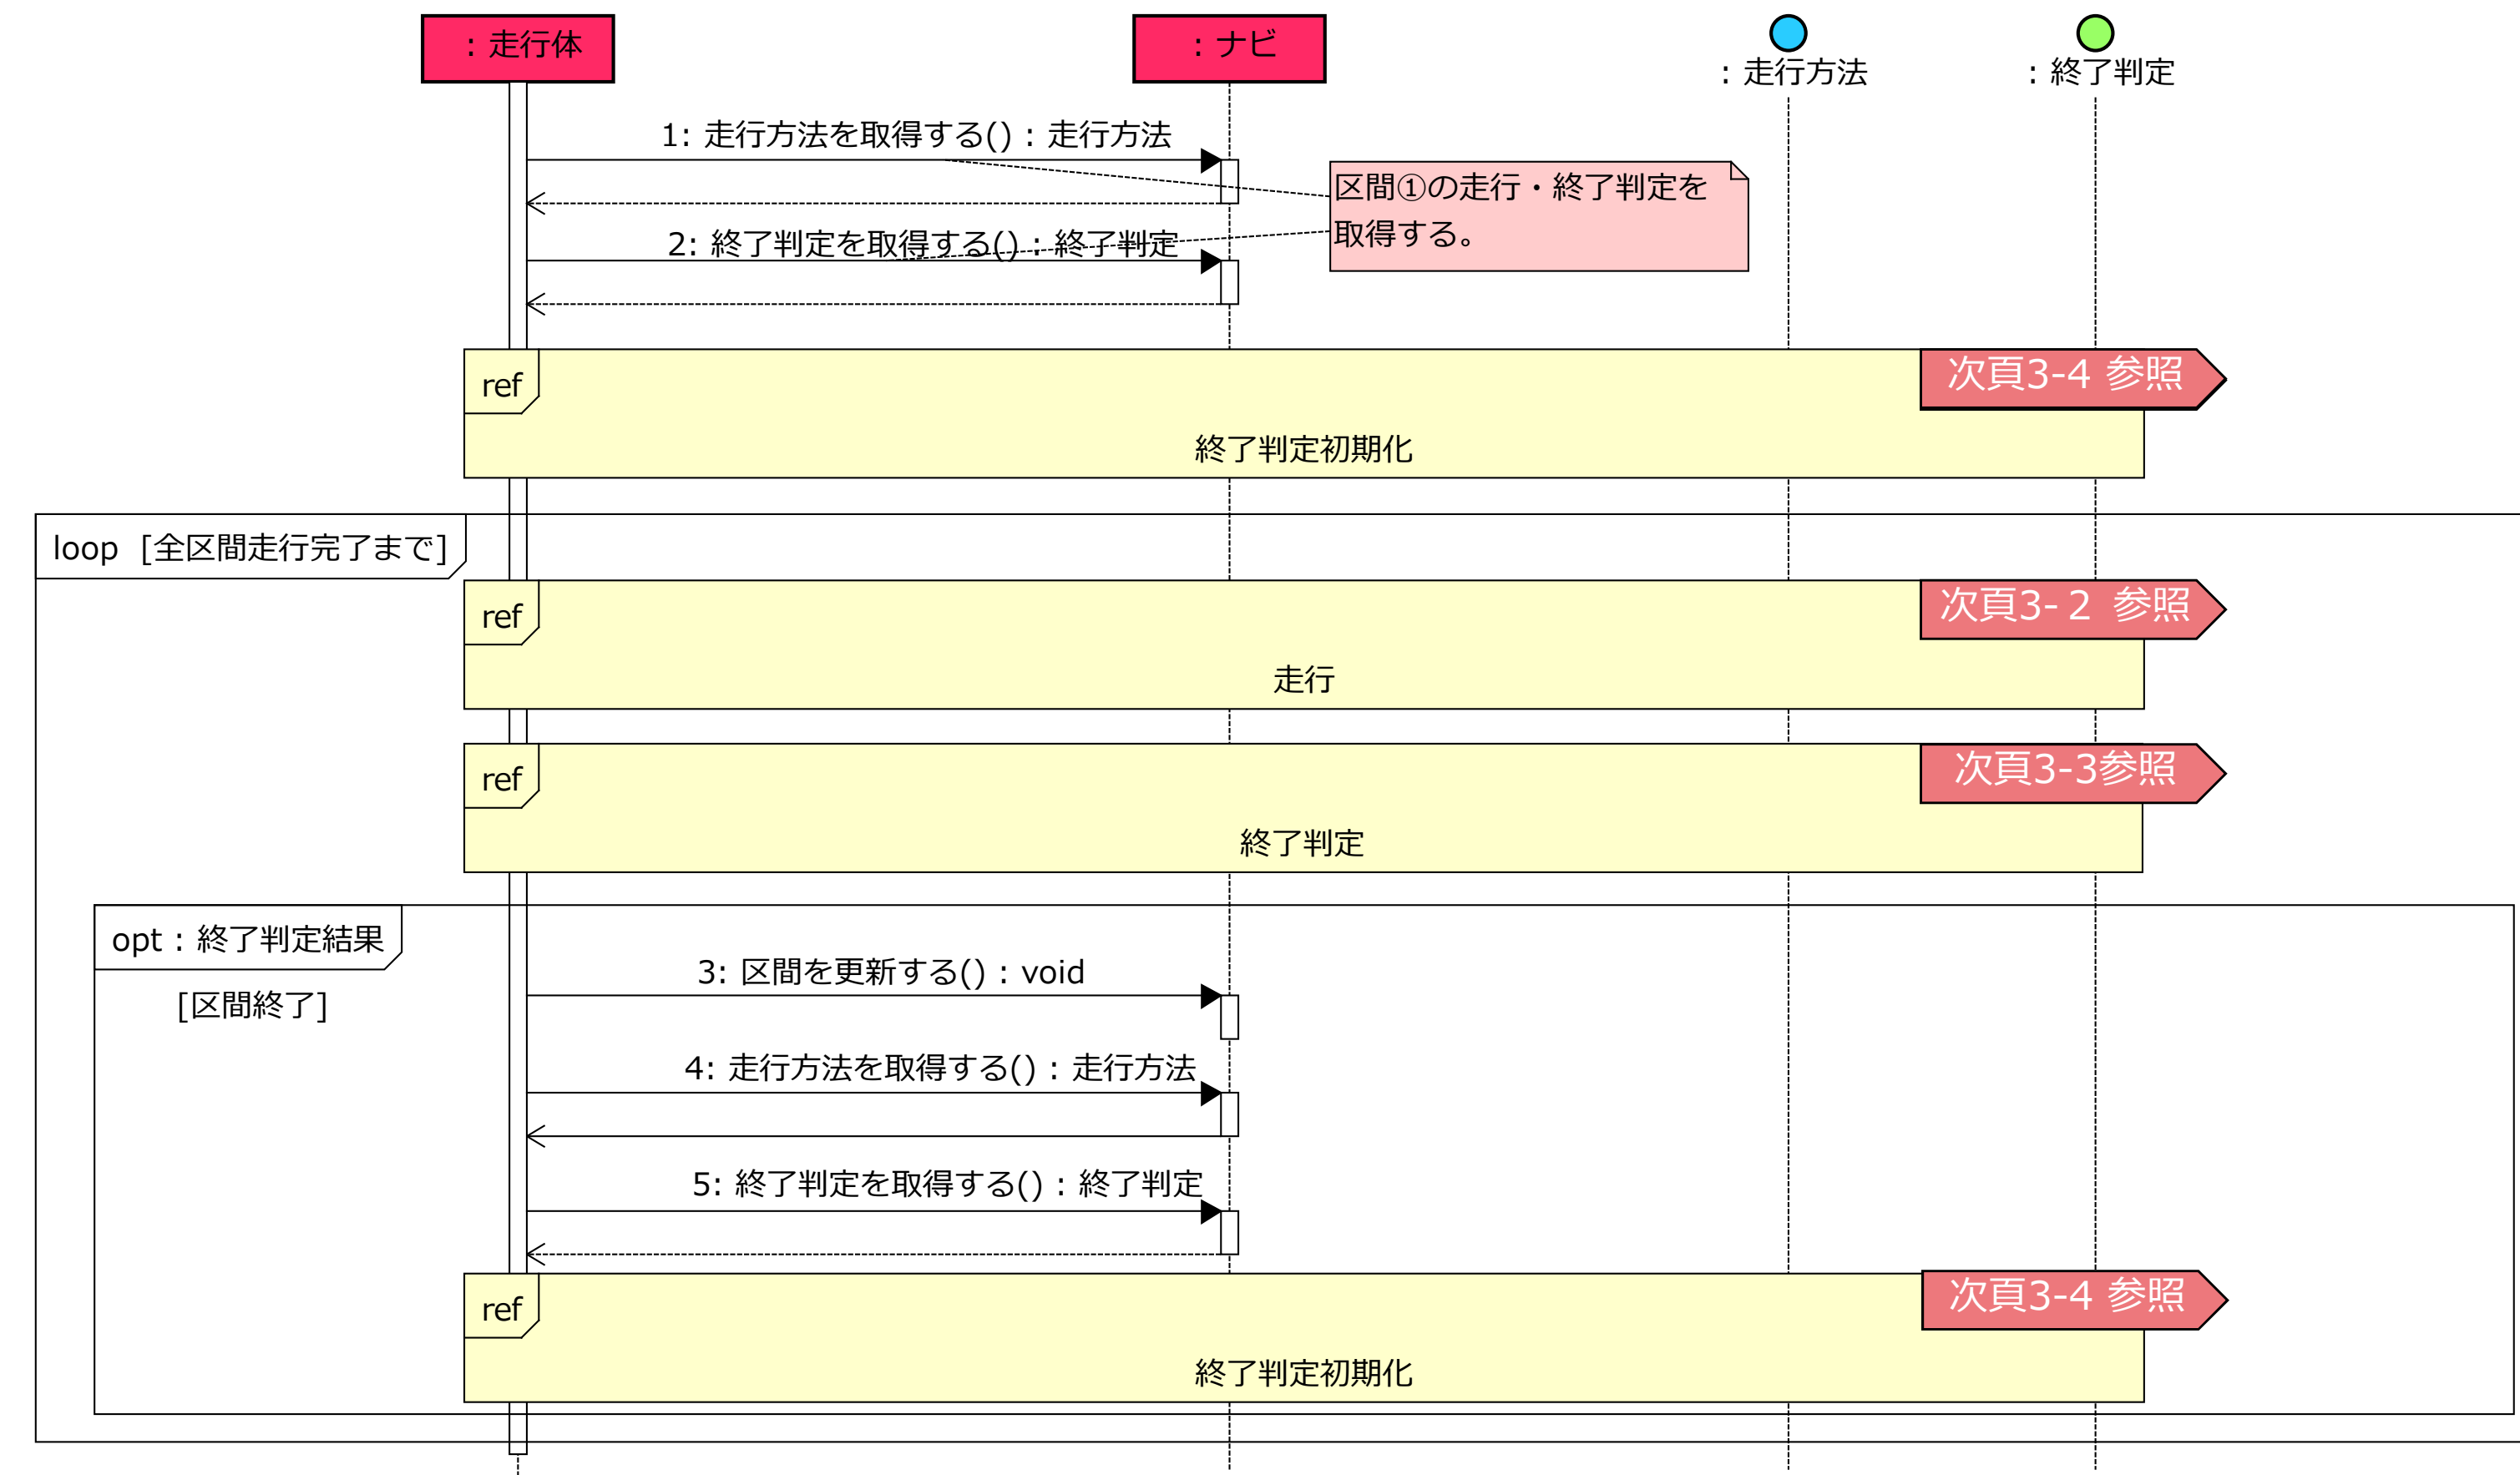 : 走行体
: ナビ
: 走行方法
: 終了判定
1: 走行方法を取得する() : 走行方法
区間①の走行・終了判定を
取得する。
2: 終了判定を取得する() : 終了判定
ref
次頁3-4 参照
終了判定初期化
loop [全区間走行完了まで]
ref
次頁3-２ 参照
走行
ref
次頁3-3参照
終了判定
opt : 終了判定結果
[区間終了]
3: 区間を更新する() : void
4: 走行方法を取得する() : 走行方法
5: 終了判定を取得する() : 終了判定
ref
次頁3-4 参照
終了判定初期化